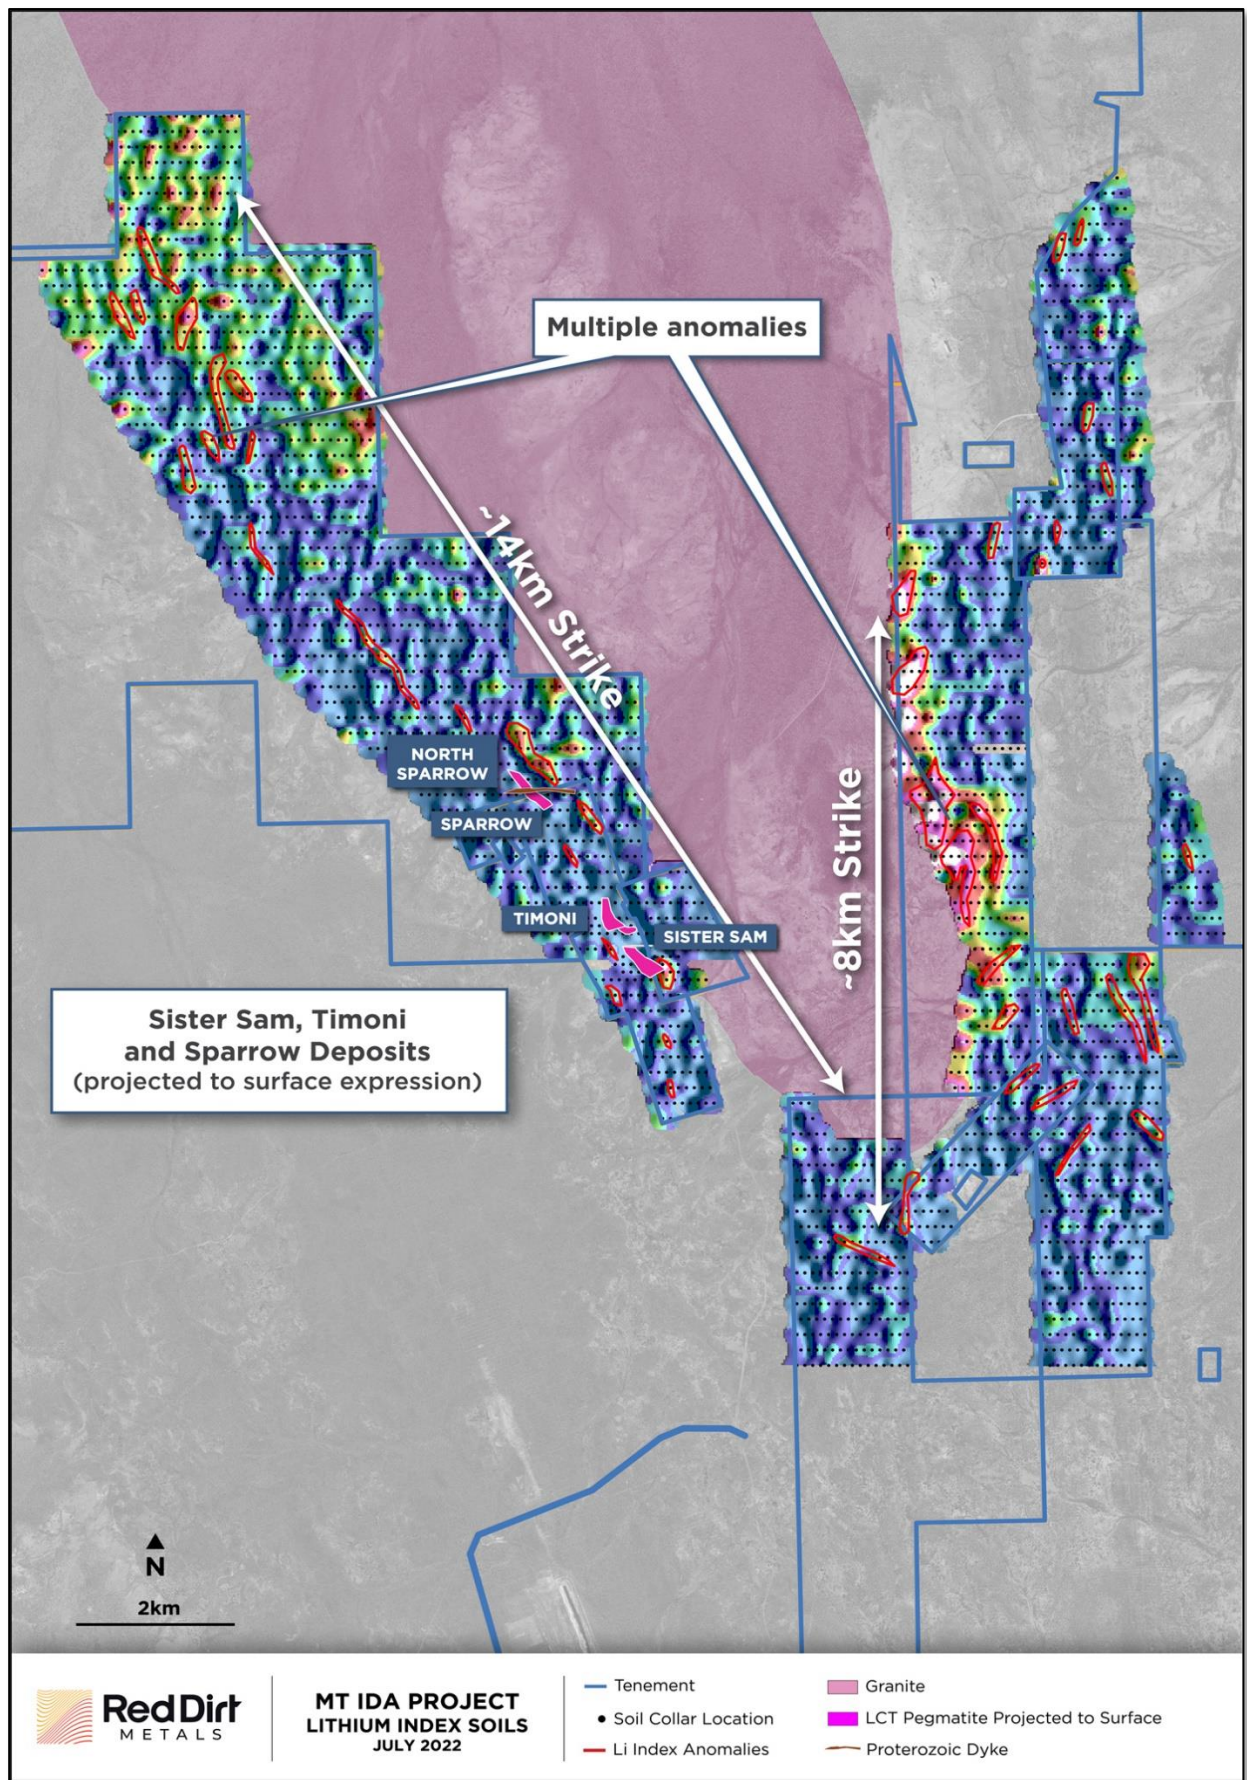 Multiple anomalies
~14km Strike
~8km Strike
NORTH
SPARROW
SPARROW
TIMONI
SISTER SAM
Sister Sam, Timoni
and Sparrow Deposits
(projected to surface expression)
N
2km
Red Dirt
METALS
MT IDA PROJECT
LITHIUM INDEX SOILS
JULY 2022
Tenement
Soil Collar Location
Li Index Anomalies
Granite
LCT Pegmatite Projected to Surface
Proterozoic Dyke